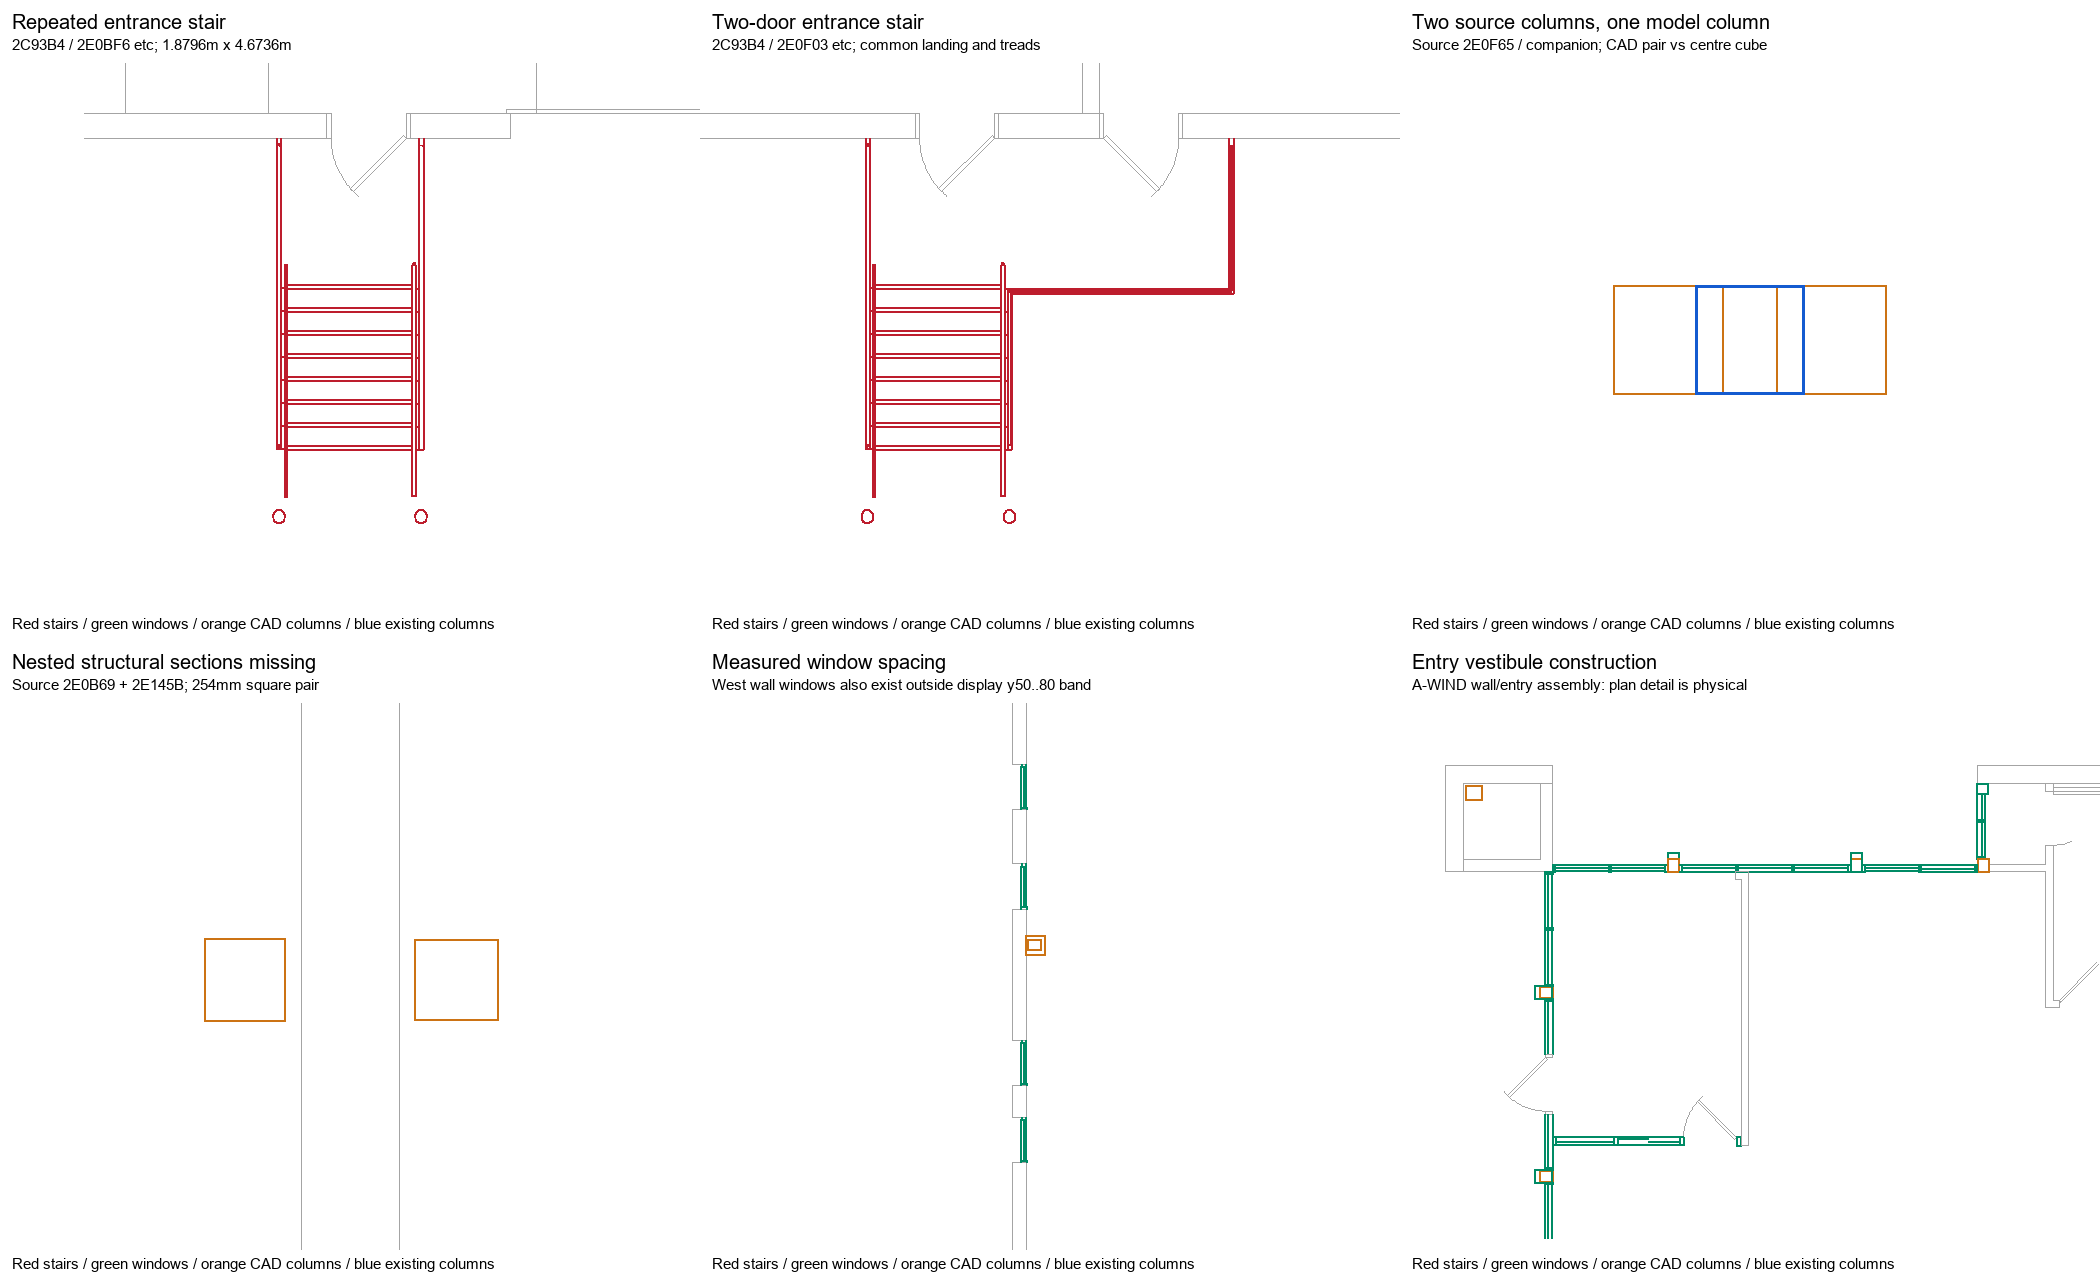 Repeated entrance stair
2C93B4 / 2E0BF6 etc; 1.8796m x 4.6736m
Red stairs / green windows / orange CAD columns / blue existing columns
Two-door entrance stair
2C93B4 / 2E0F03 etc; common landing and treads
Red stairs / green windows / orange CAD columns / blue existing columns
Two source columns, one model column
Source 2E0F65 / companion; CAD pair vs centre cube
Red stairs / green windows / orange CAD columns / blue existing columns
Nested structural sections missing
Source 2E0B69 + 2E145B; 254mm square pair
Red stairs / green windows / orange CAD columns / blue existing columns
Measured window spacing
West wall windows also exist outside display y50..80 band
Red stairs / green windows / orange CAD columns / blue existing columns
Entry vestibule construction
A-WIND wall/entry assembly: plan detail is physical
Red stairs / green windows / orange CAD columns / blue existing columns